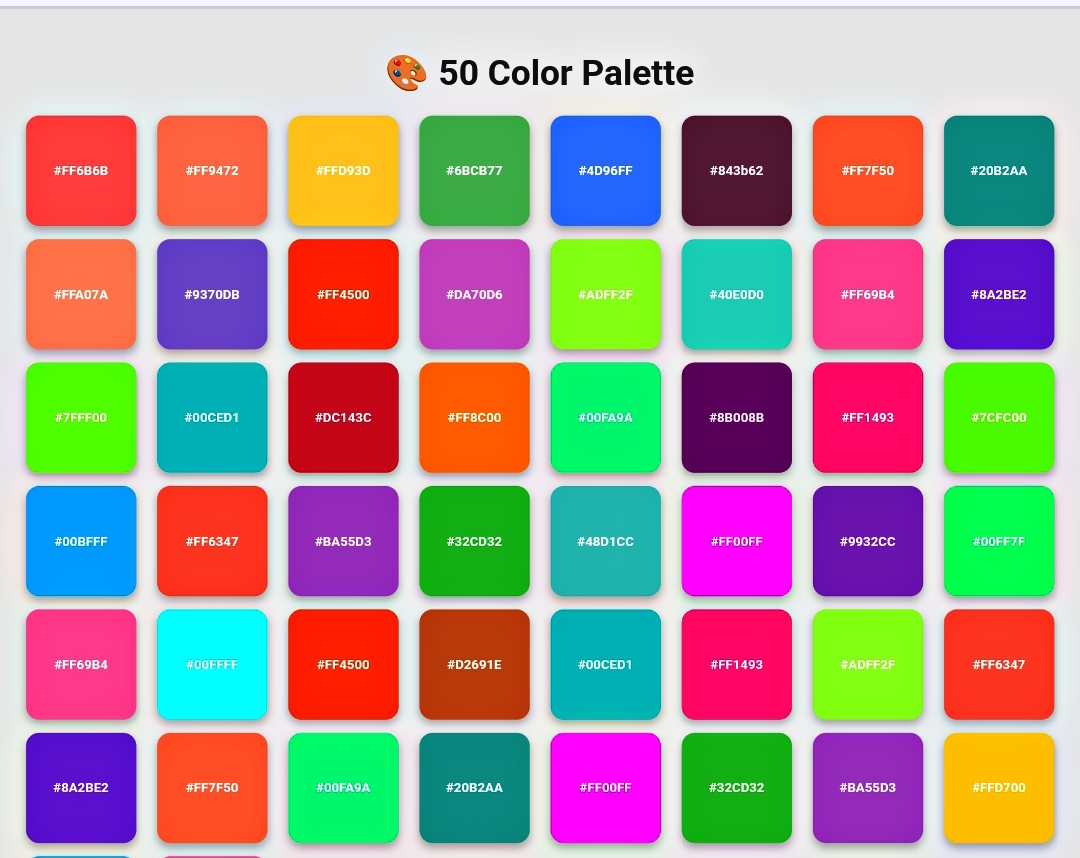 🎨 50 Color Palette
#FF6B6B #FF9472 #FFD93D #6BCB77 #4D96FF #843b62 #FF7F50 #20B2AA
#FFA07A #9370DB #FF4500 #DA70D6 #ADFF2F #40E0D0 #FF69B4 #8A2BE2
#7FFF00 #00CED1 #DC143C #FF8C00 #00FA9A #8B008B #FF1493 #7CFC00
#00BFFF #FF6347 #BA55D3 #32CD32 #48D1CC #FF00FF #9932CC #00FF7F
#FF69B4 #00FFFF #FF4500 #D2691E #00CED1 #FF1493 #ADFF2F #FF6347
#8A2BE2 #FF7F50 #00FA9A #20B2AA #FF00FF #32CD32 #BA55D3 #FFD700